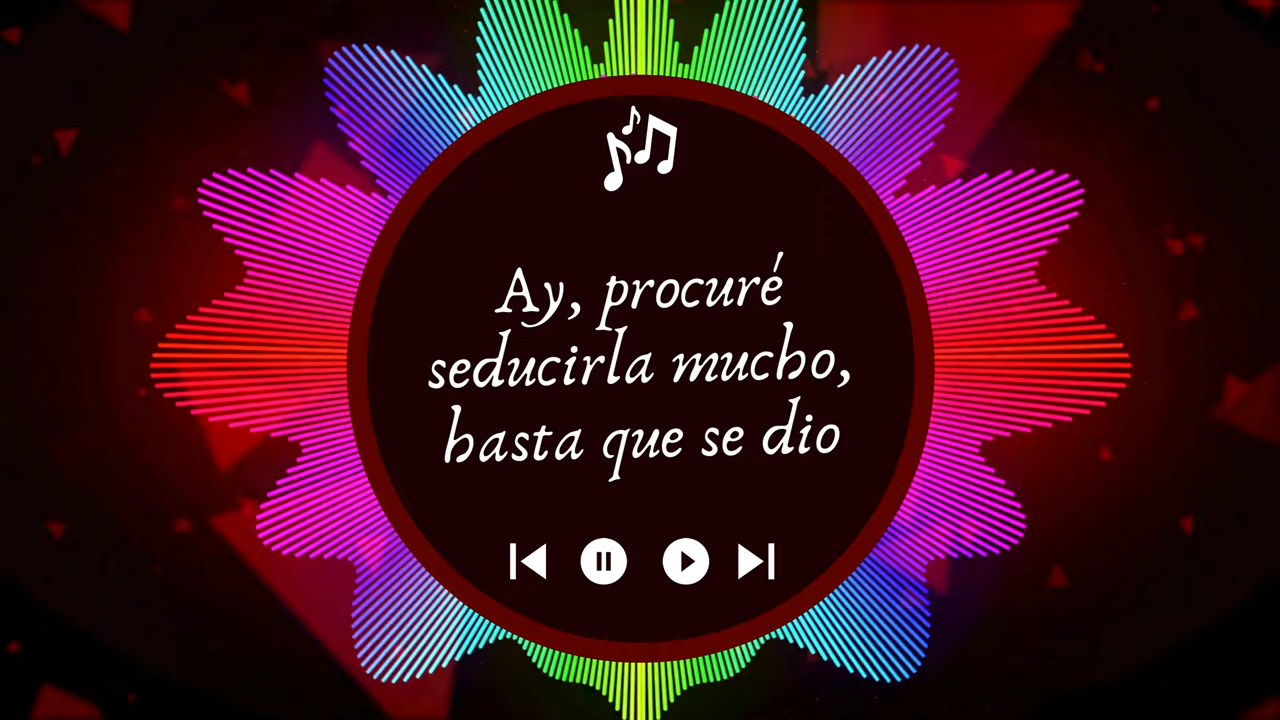 Ay, procuré
seducirla mucho,
hasta que se dio